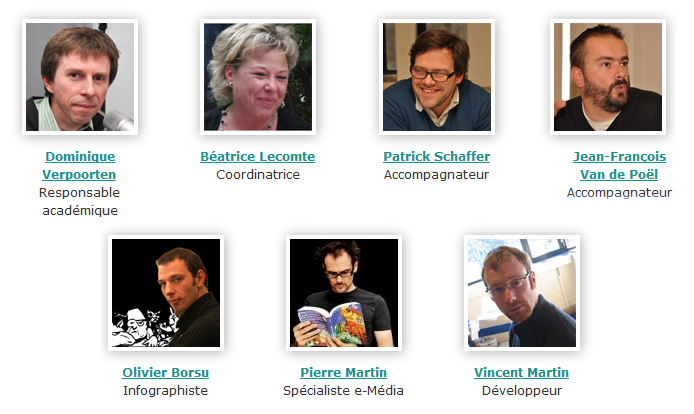 Dominique
Verpoorten
Responsable
académique
Béatrice Lecomte
Coordinatrice
Patrick Schaffer
Accompagnateur
Jean-François
Van de Poël
Accompagnateur
Olivier Borsu
Infographiste
Pierre Martin
Spécialiste e-Média
Vincent Martin
Développeur